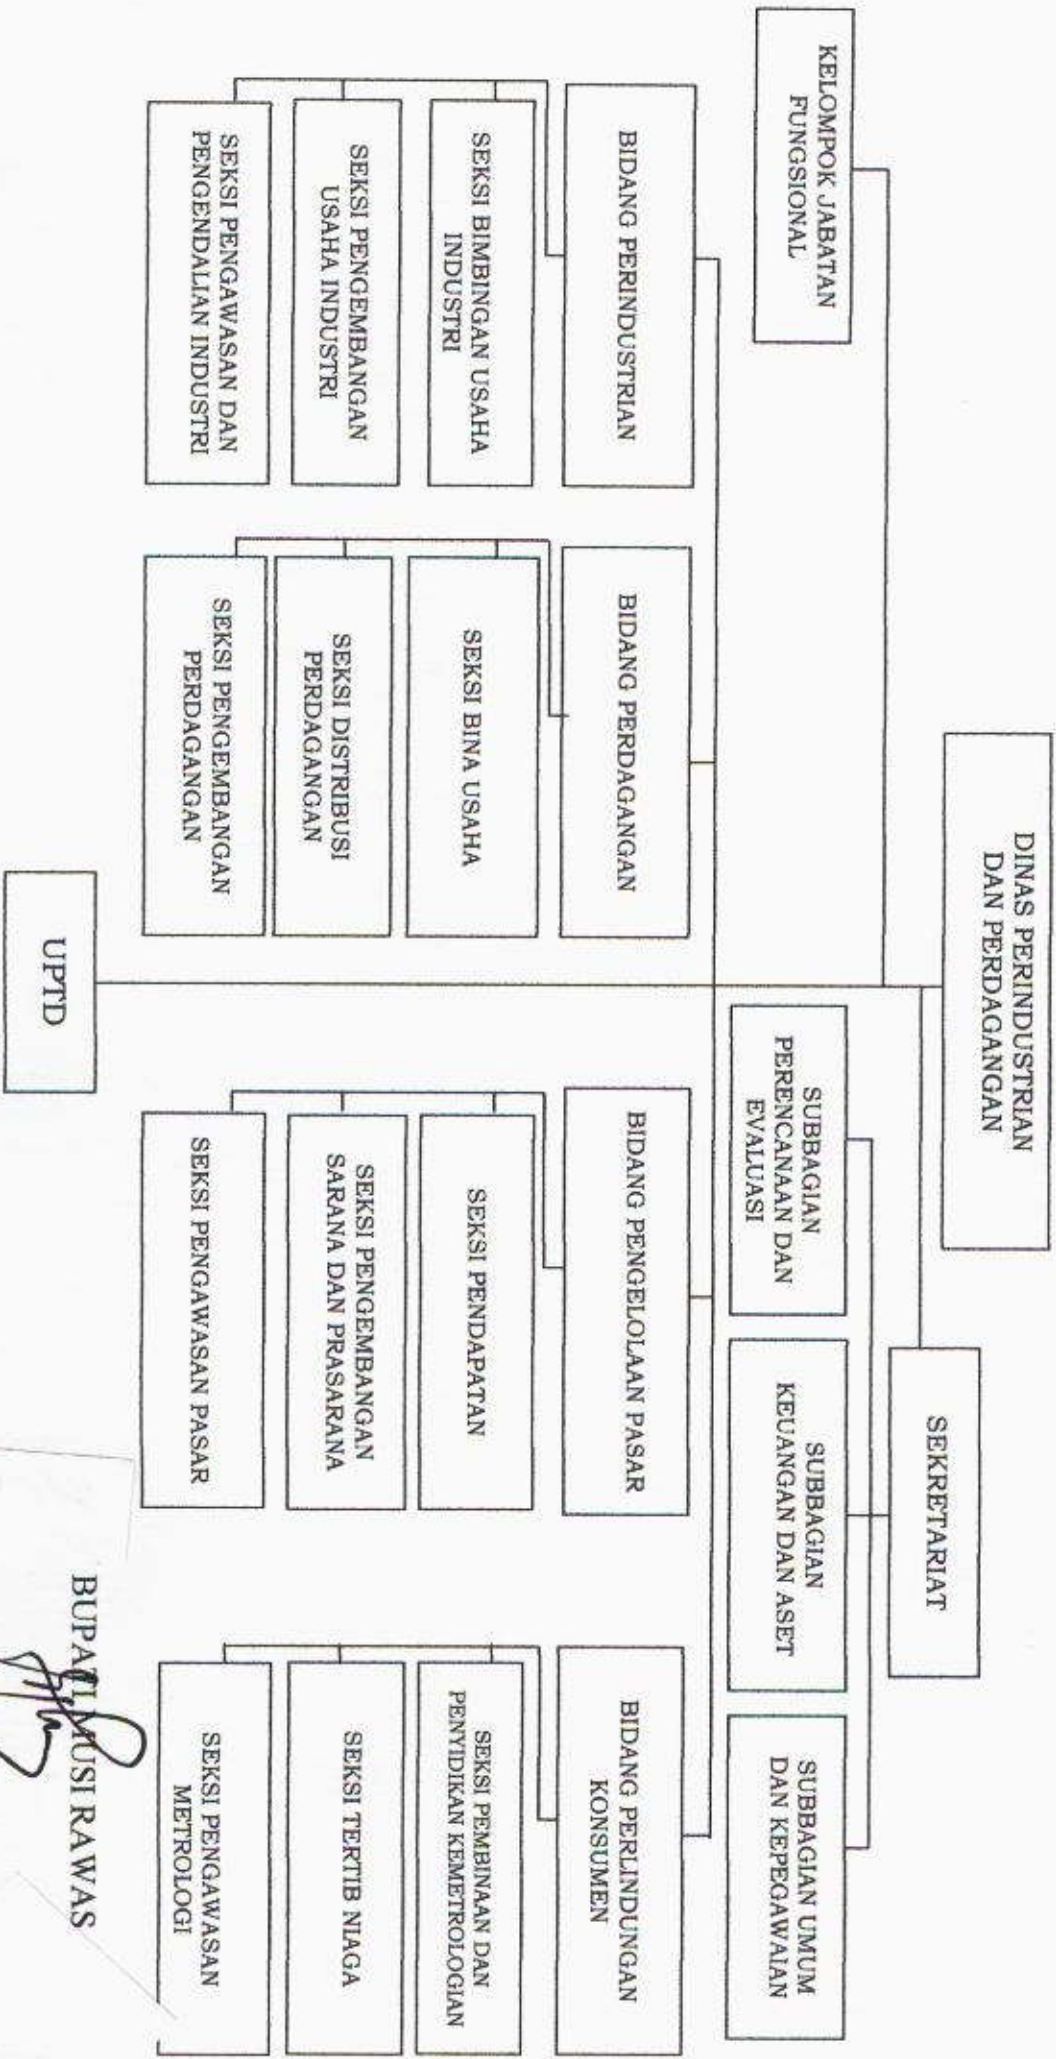 DINAS PERINDUSTRIAN
DAN PERDAGANGAN
KELOMPOK JABATAN
FUNGSIONAL
SEKRETARIAT
SUBBAGIAN
PERENCANAAN DAN
EVALUASI
SUBBAGIAN
KEUANGAN DAN ASET
SUBBAGIAN UMUM
DAN KEPEGAWAIAN
BIDANG PERINDUSTRIAN
SEKSI BIMBINGAN USAHA
INDUSTRI
SEKSI PENGEMBANGAN
USAHA INDUSTRI
SEKSI PENGAWASAN DAN
PENGENDALIAN INDUSTRI
BIDANG PERDAGANGAN
SEKSI BINA USAHA
SEKSI DISTRIBUSI
PERDAGANGAN
SEKSI PENGEMBANGAN
PERDAGANGAN
BIDANG PENGELOLAAN PASAR
SEKSI PENDAPATAN
SEKSI PENGEMBANGAN
SARANA DAN PRASARANA
SEKSI PENGAWASAN PASAR
BIDANG PERLINDUNGAN
KONSUMEN
SEKSI PEMBINAAN DAN
PENYIDIKAN KEMETROLOGIAN
SEKSI TERTIB NIAGA
SEKSI PENGAWASAN
METROLOGI
UPTD
BUPATI MUSI RAWAS